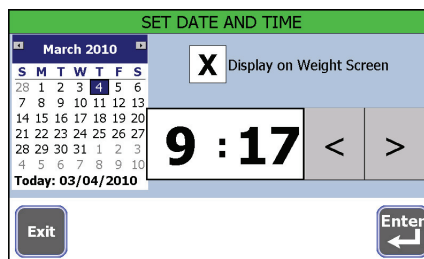 SET DATE AND TIME
March 2010
S M T W T F S
28 1 2 3 4 5 6
7 8 9 10 11 12 13
14 15 16 17 18 19 20
21 22 23 24 25 26 27
28 29 30 31 1 2 3
4 5 6 7 8 9 10
Today: 03/04/2010
X Display on Weight Screen
9 : 17 < >
Exit
Enter